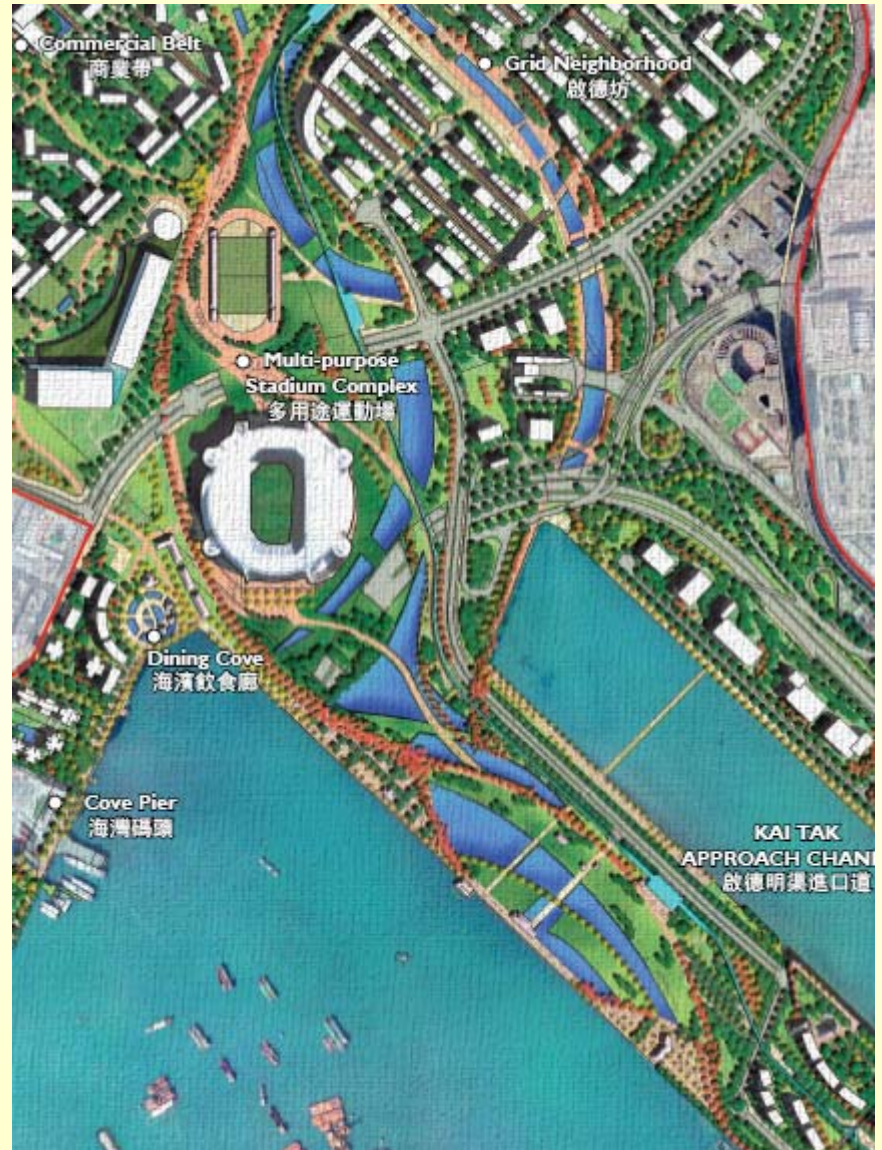 Commercial Belt
商業帶
Grid Neighborhood
啟德坊
Multi-purpose
Stadium Complex
多用途運動場
Dining Cove
海濱飲食廊
Cove Pier
海灣碼頭
KAI TAK
APPROACH CHAN
啟德明渠進口道